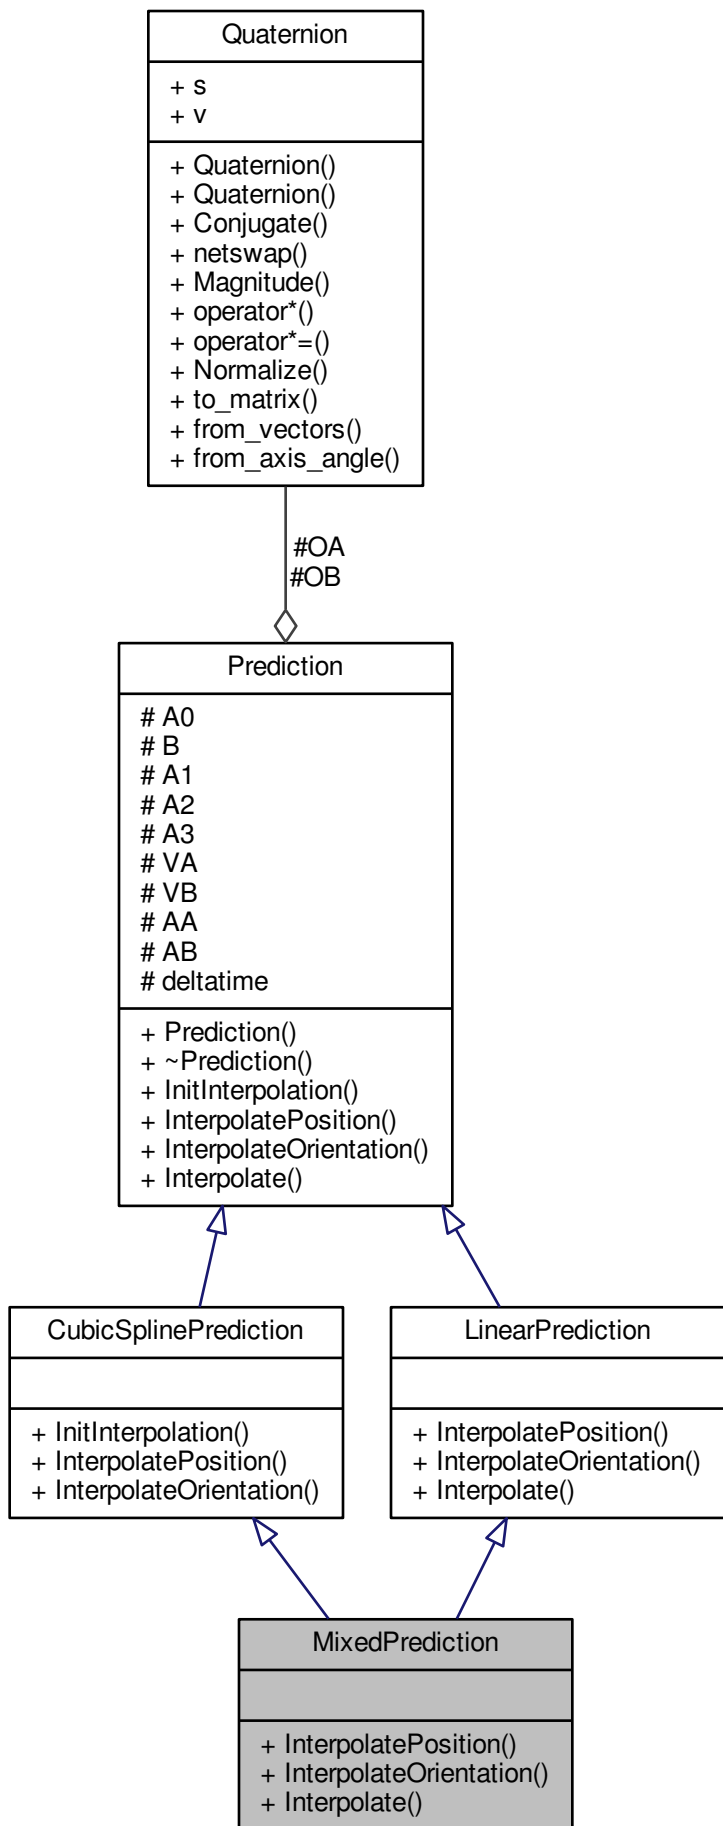 Quaternion
+ s
+ v
+ Quaternion()
+ Quaternion()
+ Conjugate()
+ netswap()
+ Magnitude()
+ operator*()
+ operator*=()
+ Normalize()
+ to_matrix()
+ from_vectors()
+ from_axis_angle()
#OA
#OB
Prediction
# A0
# B
# A1
# A2
# A3
# VA
# VB
# AA
# AB
# deltatime
+ Prediction()
+ ~Prediction()
+ InitInterpolation()
+ InterpolatePosition()
+ InterpolateOrientation()
+ Interpolate()
CubicSplinePrediction
+ InitInterpolation()
+ InterpolatePosition()
+ InterpolateOrientation()
LinearPrediction
+ InterpolatePosition()
+ InterpolateOrientation()
+ Interpolate()
MixedPrediction
+ InterpolatePosition()
+ InterpolateOrientation()
+ Interpolate()